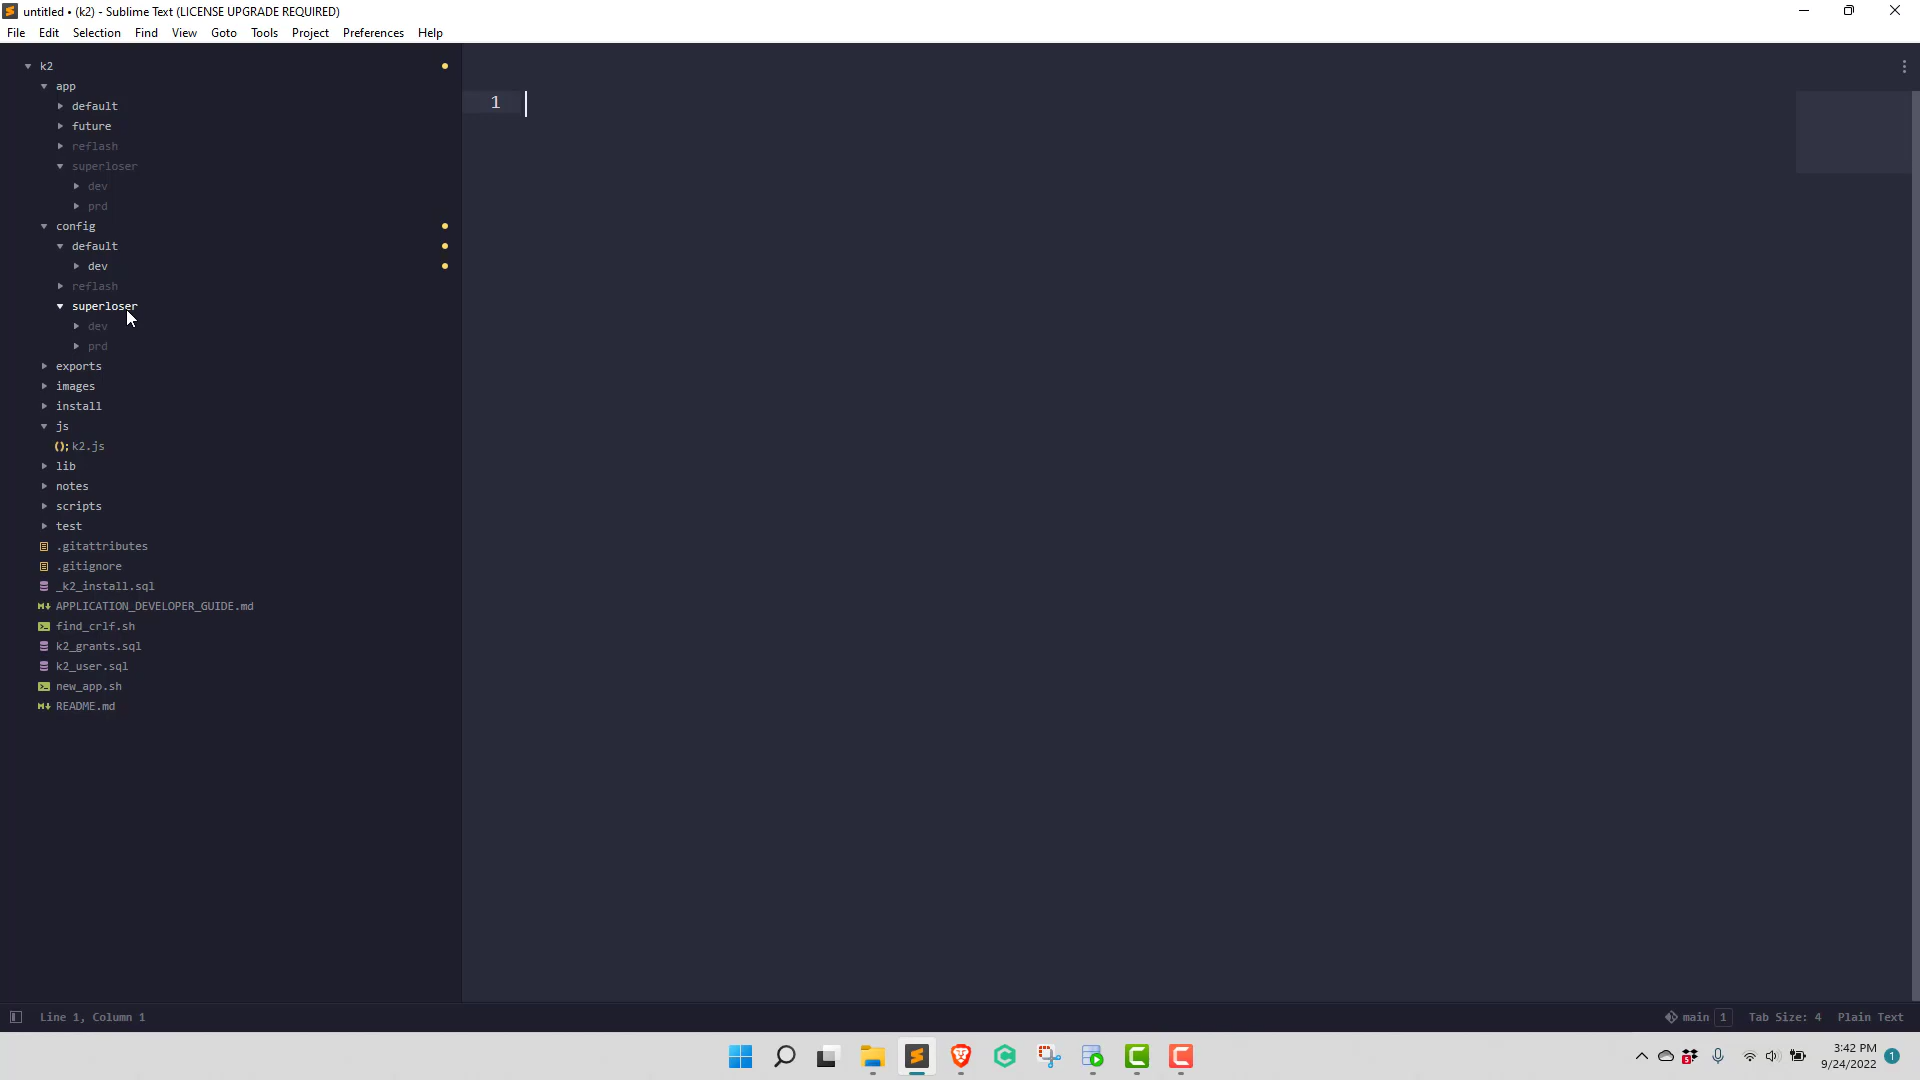 untitled • (k2) - Sublime Text (LICENSE UPGRADE REQUIRED)
File Edit Selection Find View Goto Tools Project Preferences Help
k2
app
default
future
reflash
superloser
dev
prd
config
default
dev
reflash
superloser
dev
prd
exports
images
install
js
k2.js
lib
notes
scripts
test
.gitattributes
.gitignore
_k2_install.sql
APPLICATION_DEVELOPER_GUIDE.md
find_crlf.sh
k2_grants.sql
k2_user.sql
new_app.sh
README.md
1
Line 1, Column 1
main 1 Tab Size: 4 Plain Text
3:42 PM
9/24/2022
1